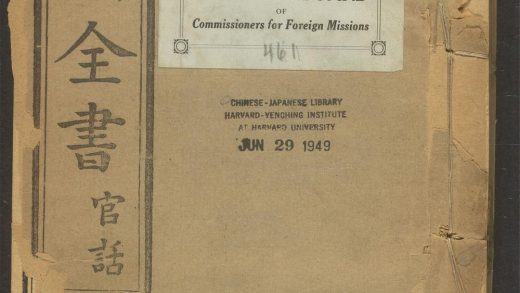 OF
Commissioners for Foreign Missions
461
CHINESE-JAPANESE LIBRARY
HARVARD-YENCHING INSTITUTE
AT HARVARD UNIVERSITY
JUN 29 1949
全書
官話